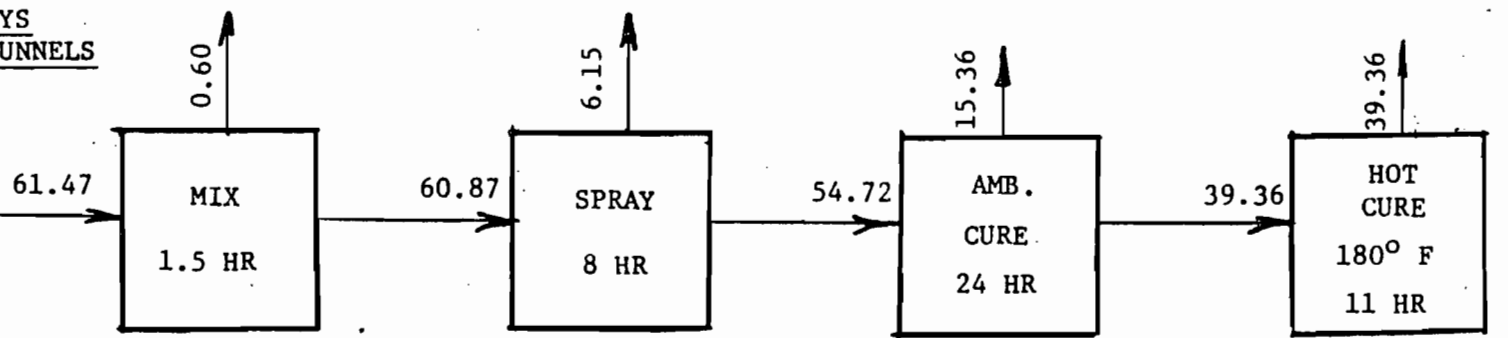 YS
UNNELS
0.60
6.15
15.36
39.36
61.47
MIX
1.5 HR
60.87
SPRAY
8 HR
54.72
AMB.
CURE
24 HR
39.36
HOT
CURE
180° F
11 HR